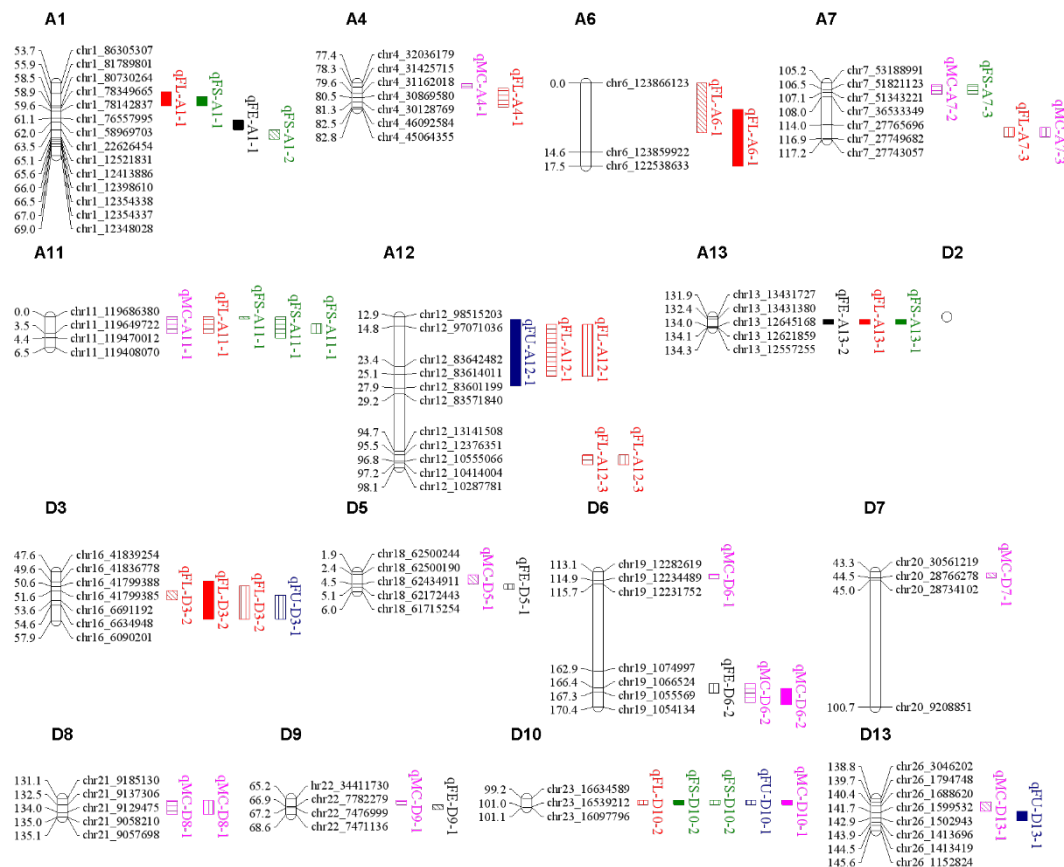 A1
53.7 chr1_86305307
55.9 chr1_81789801
58.5 chr1_80730264
58.9 chr1_78349665
59.6 chr1_78142837
61.1 chr1_76557995
62.0 chr1_58969703
63.5 chr1_22626454
64.1 chr1_12521831
65.6 chr1_12413886
66.0 chr1_12398610
66.5 chr1_12354338
67.0 chr1_12354337
69.0 chr1_12348028
qFL-A1-1
qFS-A1-1
qFE-A1-1
qFS-A1-2
A4
77.4 chr4_32036179
78.3 chr4_31425715
79.6 chr4_31162018
80.5 chr4_30869580
81.3 chr4_30128769
82.5 chr4_46092584
82.8 chr4_45064355
qMC-A4-1
qFL-A4-1
A6
0.0 chr6_123866123
14.6 chr6_123859922
17.5 chr6_122538633
qFL-A6-1
qFL-A6-1
A7
105.2 chr7_53188991
106.5 chr7_51821123
107.1 chr7_51343221
108.0 chr7_36533349
114.0 chr7_27765696
116.9 chr7_27749682
117.2 chr7_27743057
qMC-A7-2
qFS-A7-3
qFL-A7-3
qMC-A7-3
A11
0.0 chr11_119686380
3.5 chr11_119649722
4.4 chr11_119470012
6.5 chr11_119408070
qMC-A11-1
qFL-A11-1
qFS-A11-1
qFS-A11-1
qFS-A11-1
A12
12.9 chr12_98515203
14.8 chr12_97071036
23.4 chr12_83642482
25.1 chr12_83614011
27.9 chr12_83601199
29.2 chr12_83571840
94.7 chr12_13141508
95.5 chr12_12376351
96.8 chr12_10555066
97.2 chr12_10414004
98.1 chr12_10287781
qFU-A12-1
qFL-A12-1
qFL-A12-1
qFL-A12-3
qFL-A12-3
A13
131.9 chr13_13431727
132.4 chr13_13431380
134.0 chr13_12645168
134.1 chr13_12621859
134.3 chr13_12557255
qFE-A13-2
qFL-A13-1
qFS-A13-1
D2
D3
47.6 chr16_41839254
49.6 chr16_41836778
50.6 chr16_41799388
51.6 chr16_41799385
53.6 chr16_6691192
54.6 chr16_6634948
57.9 chr16_6090201
qFL-D3-2
qFL-D3-2
qFL-D3-2
qFU-D3-1
D5
1.9 chr18_62500244
2.4 chr18_62500190
4.5 chr18_62434911
5.1 chr18_62172443
6.0 chr18_61715254
qMC-D5-1
qFE-D5-1
D6
113.1 chr19_12282619
114.9 chr19_12234489
115.7 chr19_12231752
162.9 chr19_1074997
166.4 chr19_1066524
167.3 chr19_1055569
170.4 chr19_1054134
qMC-D6-1
qFE-D6-2
qMC-D6-2
qMC-D6-2
D7
43.3 chr20_30561219
44.5 chr20_28766278
45.0 chr20_28734102
100.7 chr20_9208851
qMC-D7-1
D8
131.1 chr21_9185130
132.5 chr21_9137306
134.0 chr21_9129475
135.0 chr21_9058210
135.1 chr21_9057698
qMC-D8-1
qMC-D8-1
D9
65.2 chr22_34411730
66.9 chr22_7782279
67.2 chr22_7476999
68.6 chr22_7471136
qMC-D9-1
qFE-D9-1
D10
99.2 chr23_16634589
101.0 chr23_16539212
101.1 chr23_16097796
qFL-D10-2
qFS-D10-2
qFS-D10-2
qFU-D10-1
qMC-D10-1
D13
138.8 chr26_3046202
139.7 chr26_1794748
140.4 chr26_1688620
141.7 chr26_1599532
142.9 chr26_1502943
143.9 chr26_1413696
144.5 chr26_1413419
145.6 chr26_1152824
qMC-D13-1
qFU-D13-1